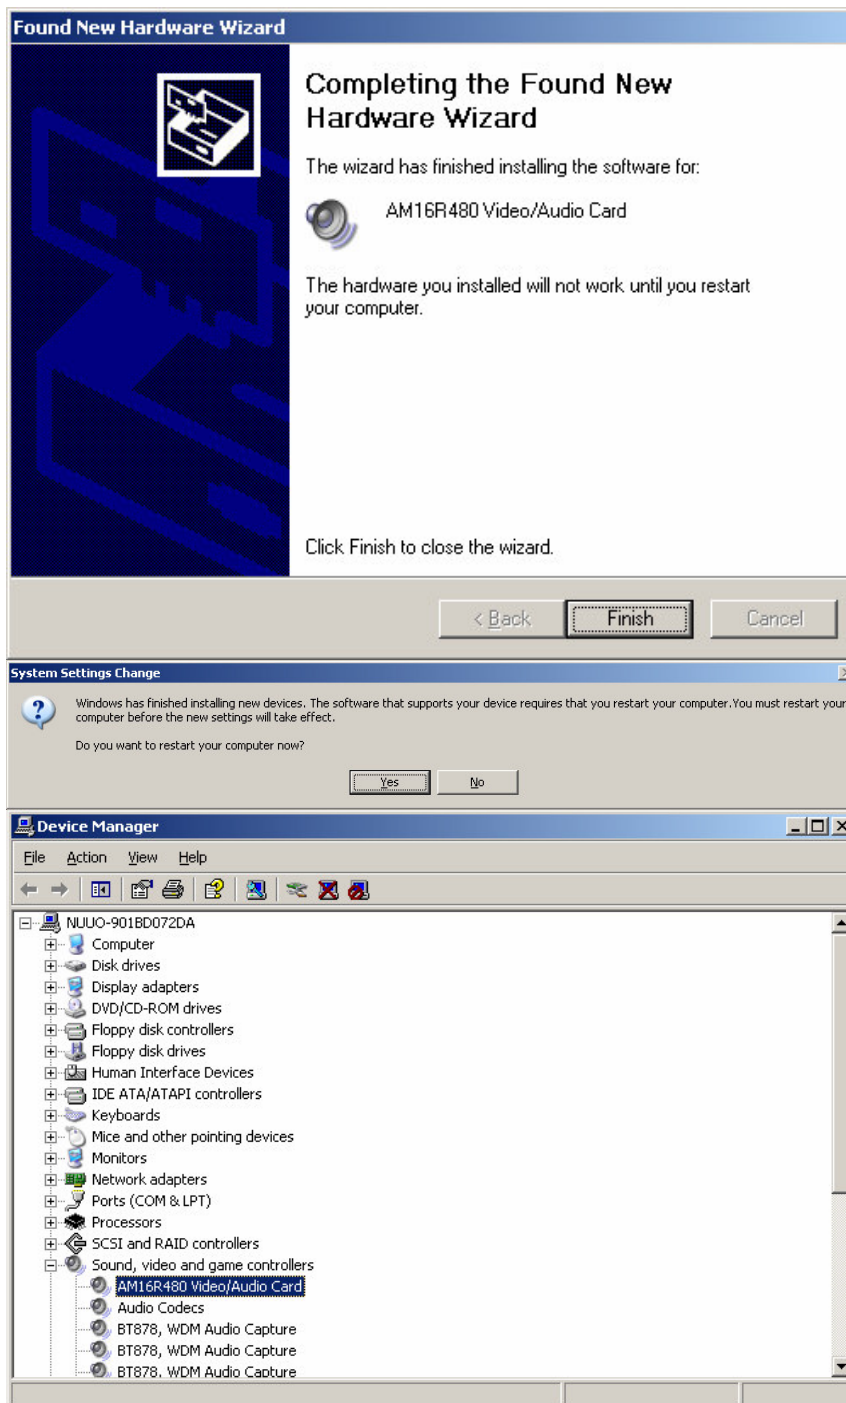 Found New Hardware Wizard
Completing the Found New
Hardware Wizard
The wizard has finished installing the software for:
AM16R480 Video/Audio Card
The hardware you installed will not work until you restart
your computer.
Click Finish to close the wizard.
< Back
Finish
Cancel
System Settings Change
Windows has finished installing new devices. The software that supports your device requires that you restart your computer.You must restart your
computer before the new settings will take effect.
Do you want to restart your computer now?
Yes
No
Device Manager
File Action View Help
NUUO-901BD072DA
Computer
Disk drives
Display adapters
DVD/CD-ROM drives
Floppy disk controllers
Floppy disk drives
Human Interface Devices
IDE ATA/ATAPI controllers
Keyboards
Mice and other pointing devices
Monitors
Network adapters
Ports (COM & LPT)
Processors
SCSI and RAID controllers
Sound, video and game controllers
AM16R480 Video/Audio Card
Audio Codecs
BT878, WDM Audio Capture
BT878, WDM Audio Capture
BT878, WDM Audio Capture